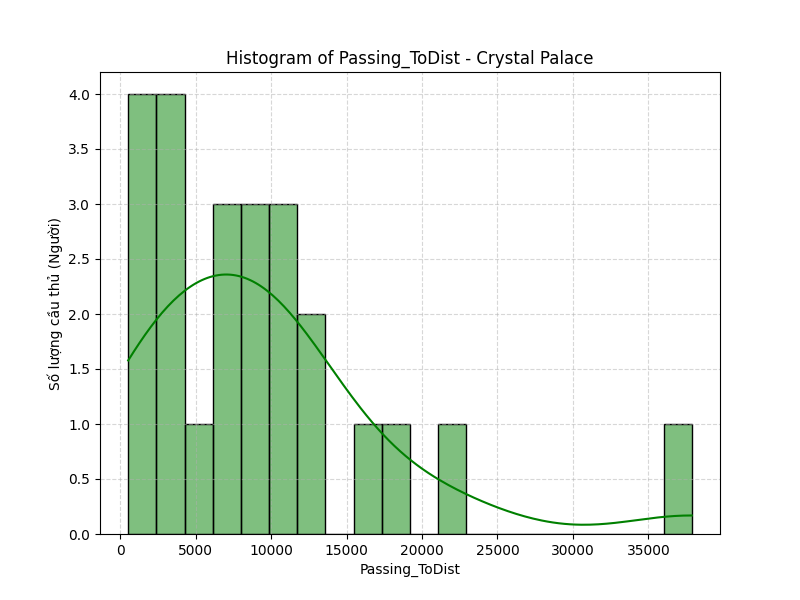 Histogram of Passing_ToDist - Crystal Palace
Số lượng cầu thủ (Người)
4.0
3.5
3.0
2.5
2.0
1.5
1.0
0.5
0.0
0 5000 10000 15000 20000 25000 30000 35000
Passing_ToDist